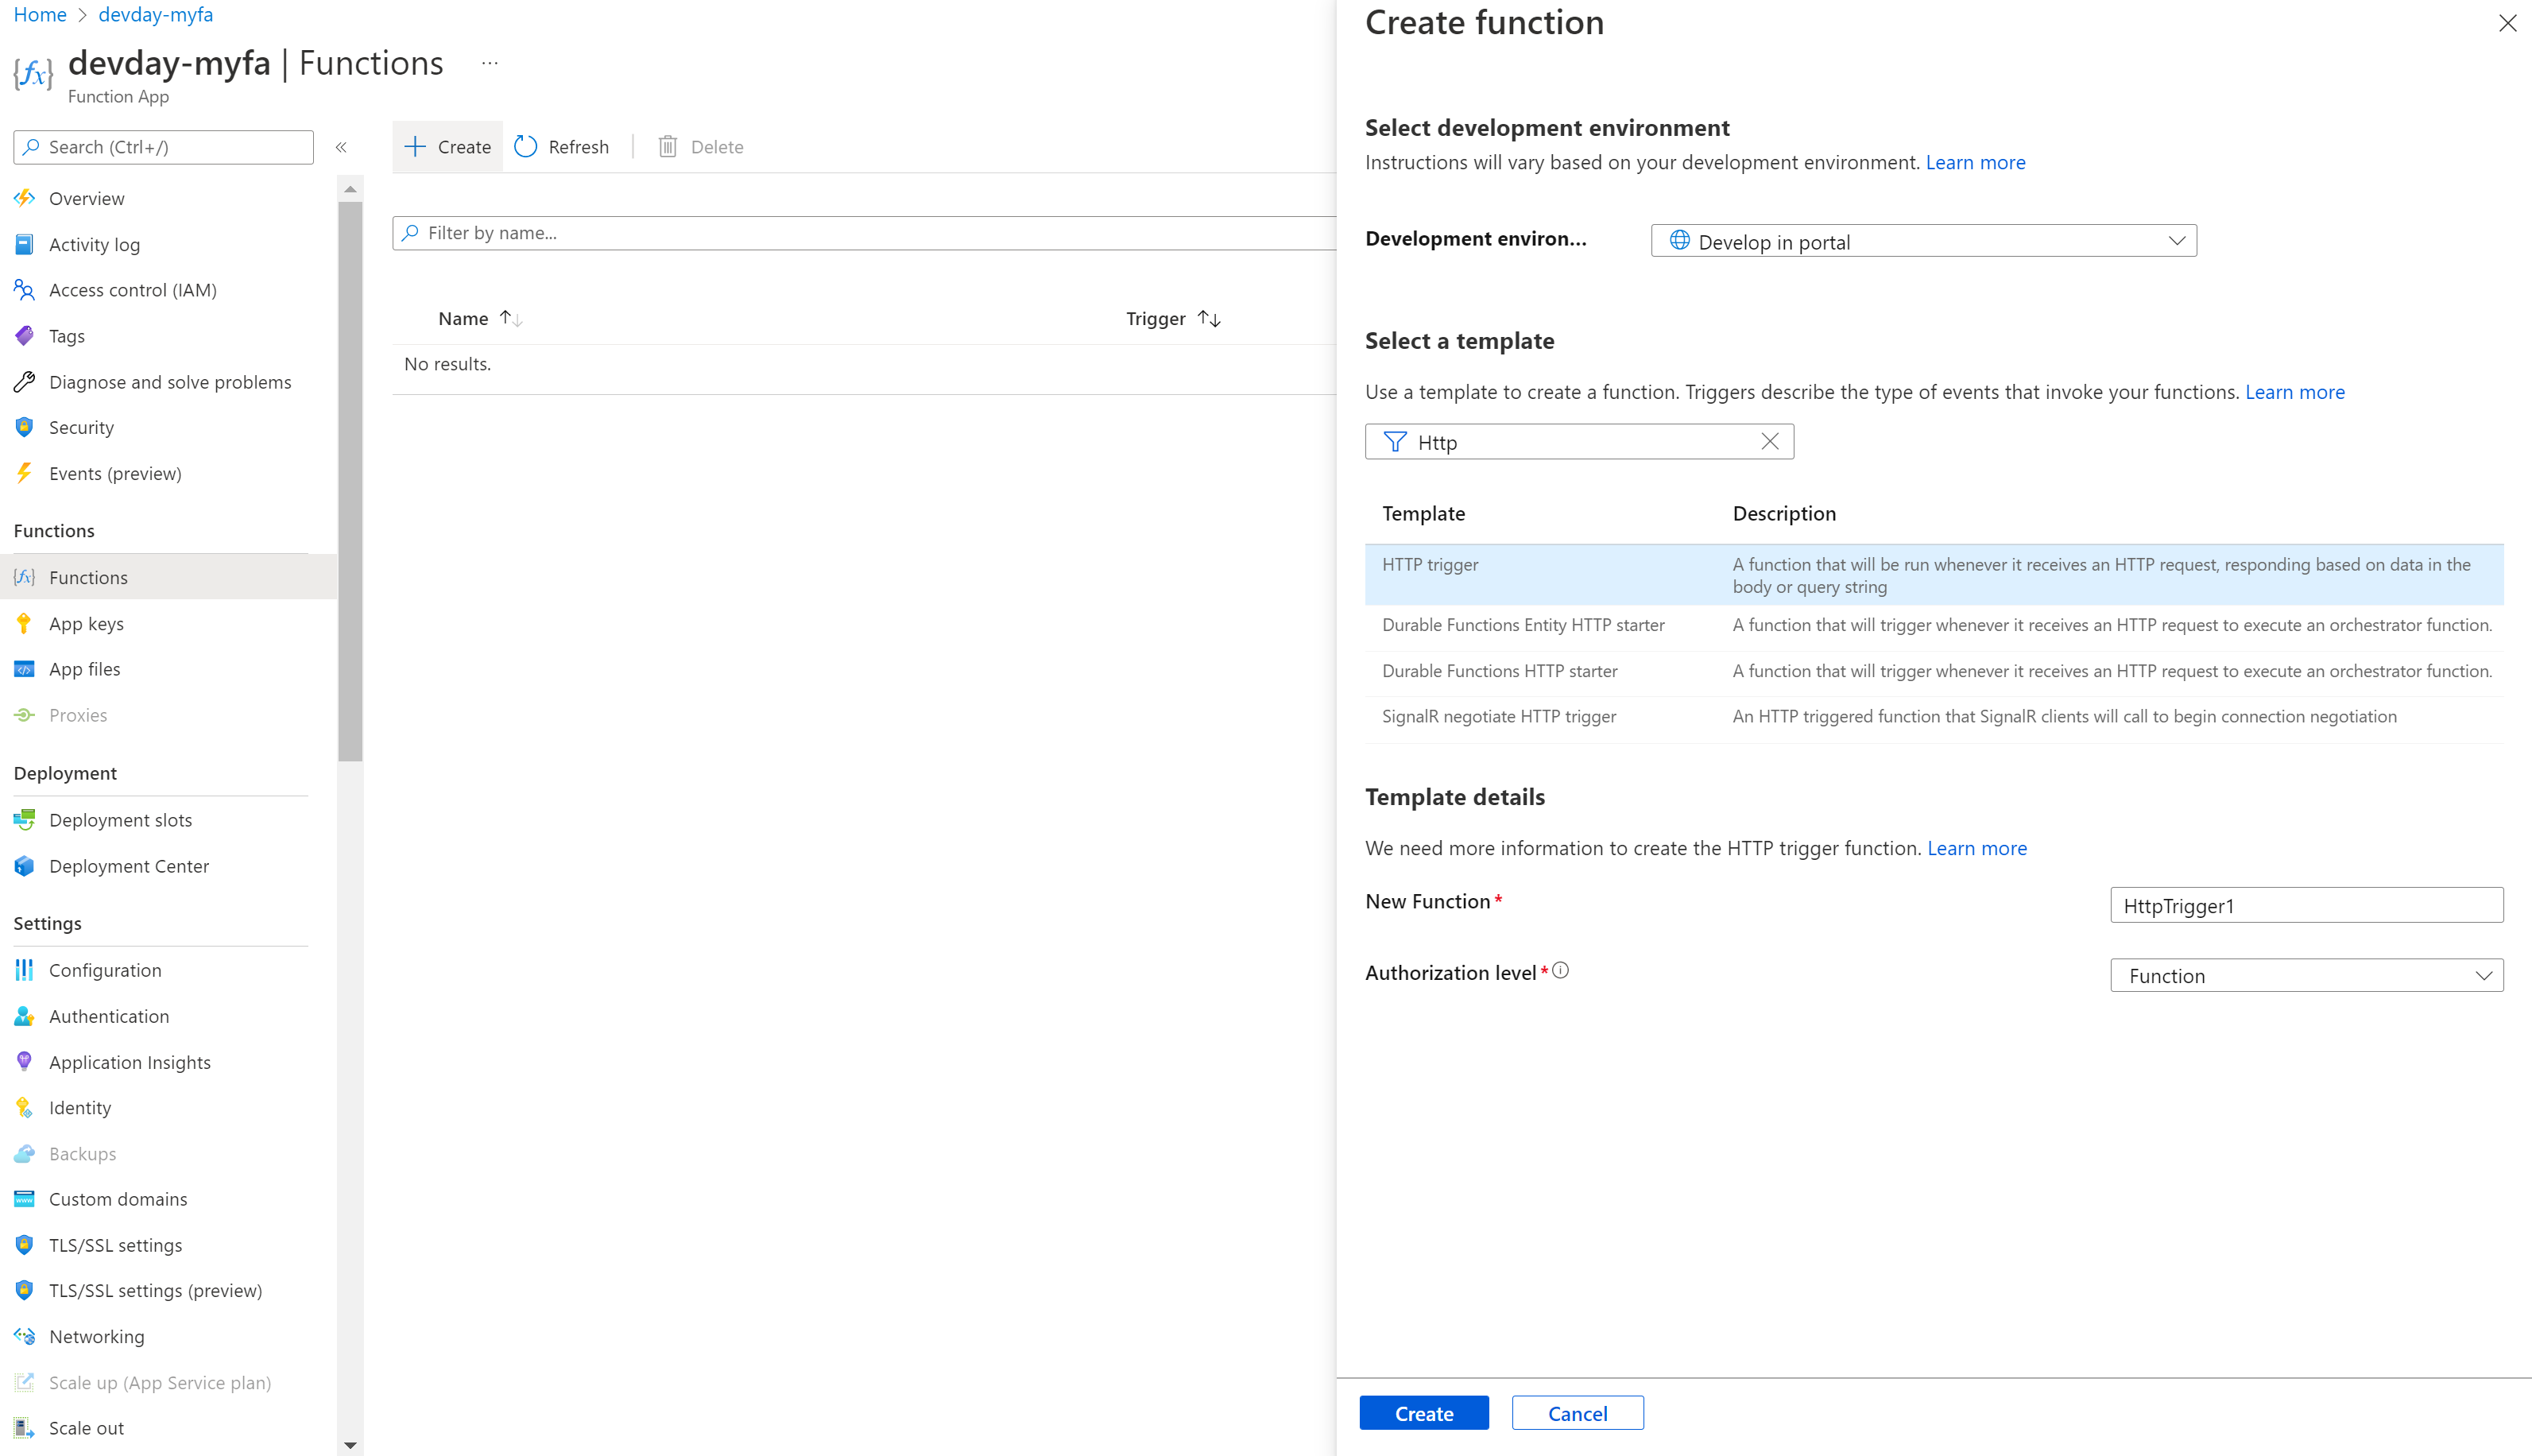 Home > devday-myfa
devday-myfa | Functions ...
Function App
Search (Ctrl+/) «
Overview
Activity log
Access control (IAM)
Tags
Diagnose and solve problems
Security
Events (preview)
Functions
Functions
App keys
App files
Proxies
Deployment
Deployment slots
Deployment Center
Settings
Configuration
Authentication
Application Insights
Identity
Backups
Custom domains
TLS/SSL settings
TLS/SSL settings (preview)
Networking
Scale up (App Service plan)
Scale out
Create Refresh Delete
Filter by name...
Name Trigger
No results.
Create function
Select development environment
Instructions will vary based on your development environment. Learn more
Development environ... Develop in portal
Select a template
Use a template to create a function. Triggers describe the type of events that invoke your functions. Learn more
Http
Template Description
HTTP trigger A function that will be run whenever it receives an HTTP request, responding based on data in the
body or query string
Durable Functions Entity HTTP starter A function that will trigger whenever it receives an HTTP request to execute an orchestrator function.
Durable Functions HTTP starter A function that will trigger whenever it receives an HTTP request to execute an orchestrator function.
SignalR negotiate HTTP trigger An HTTP triggered function that SignalR clients will call to begin connection negotiation
Template details
We need more information to create the HTTP trigger function. Learn more
New Function* HttpTrigger1
Authorization level* Function
Create Cancel